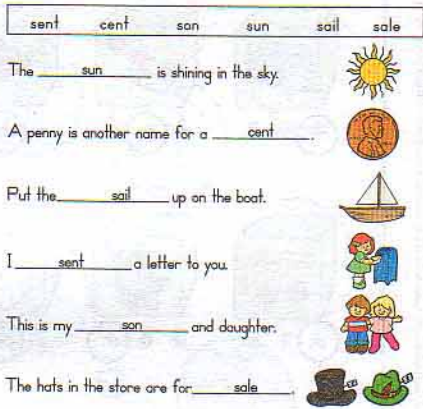 sent cent son sun sail sale
The sun is shining in the sky.
A penny is another name for a cent.
Put the sail up on the boat.
I sent a letter to you.
This is my son and daughter.
The hats in the store are for sale.